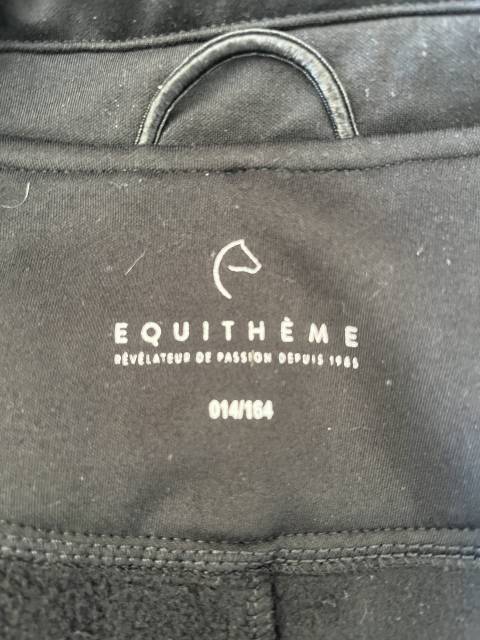 EQUITHÈME
RÉVÉLATEUR DE PASSION DEPUIS 1985
014/164